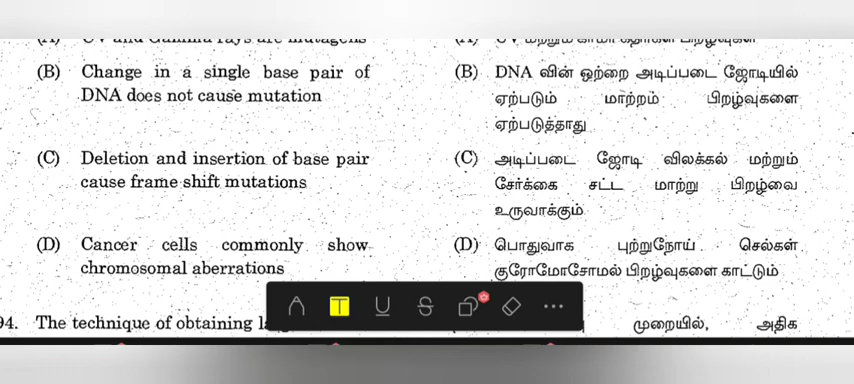 (B) Change in a single base pair of
DNA does not cause mutation
(C) Deletion and insertion of base pair
cause frame shift mutations
(D) Cancer cells commonly show
chromosomal aberrations
94. The technique of obtaining
(B) DNA வின் ஒற்றை அடிப்படை ஜோடியில்
ஏற்படும் மாற்றம் பிறழ்வுகளை
ஏற்படுத்தாது
(C) அடிப்படை ஜோடி விலக்கல் மற்றும்
சேர்க்கை சட்ட மாற்று பிறழ்வை
உருவாக்கும்
(D) பொதுவாக புற்றுநோய் செல்கள்
குரோமோசோமல் பிறழ்வுகளை காட்டும்
முறையில், அதிக